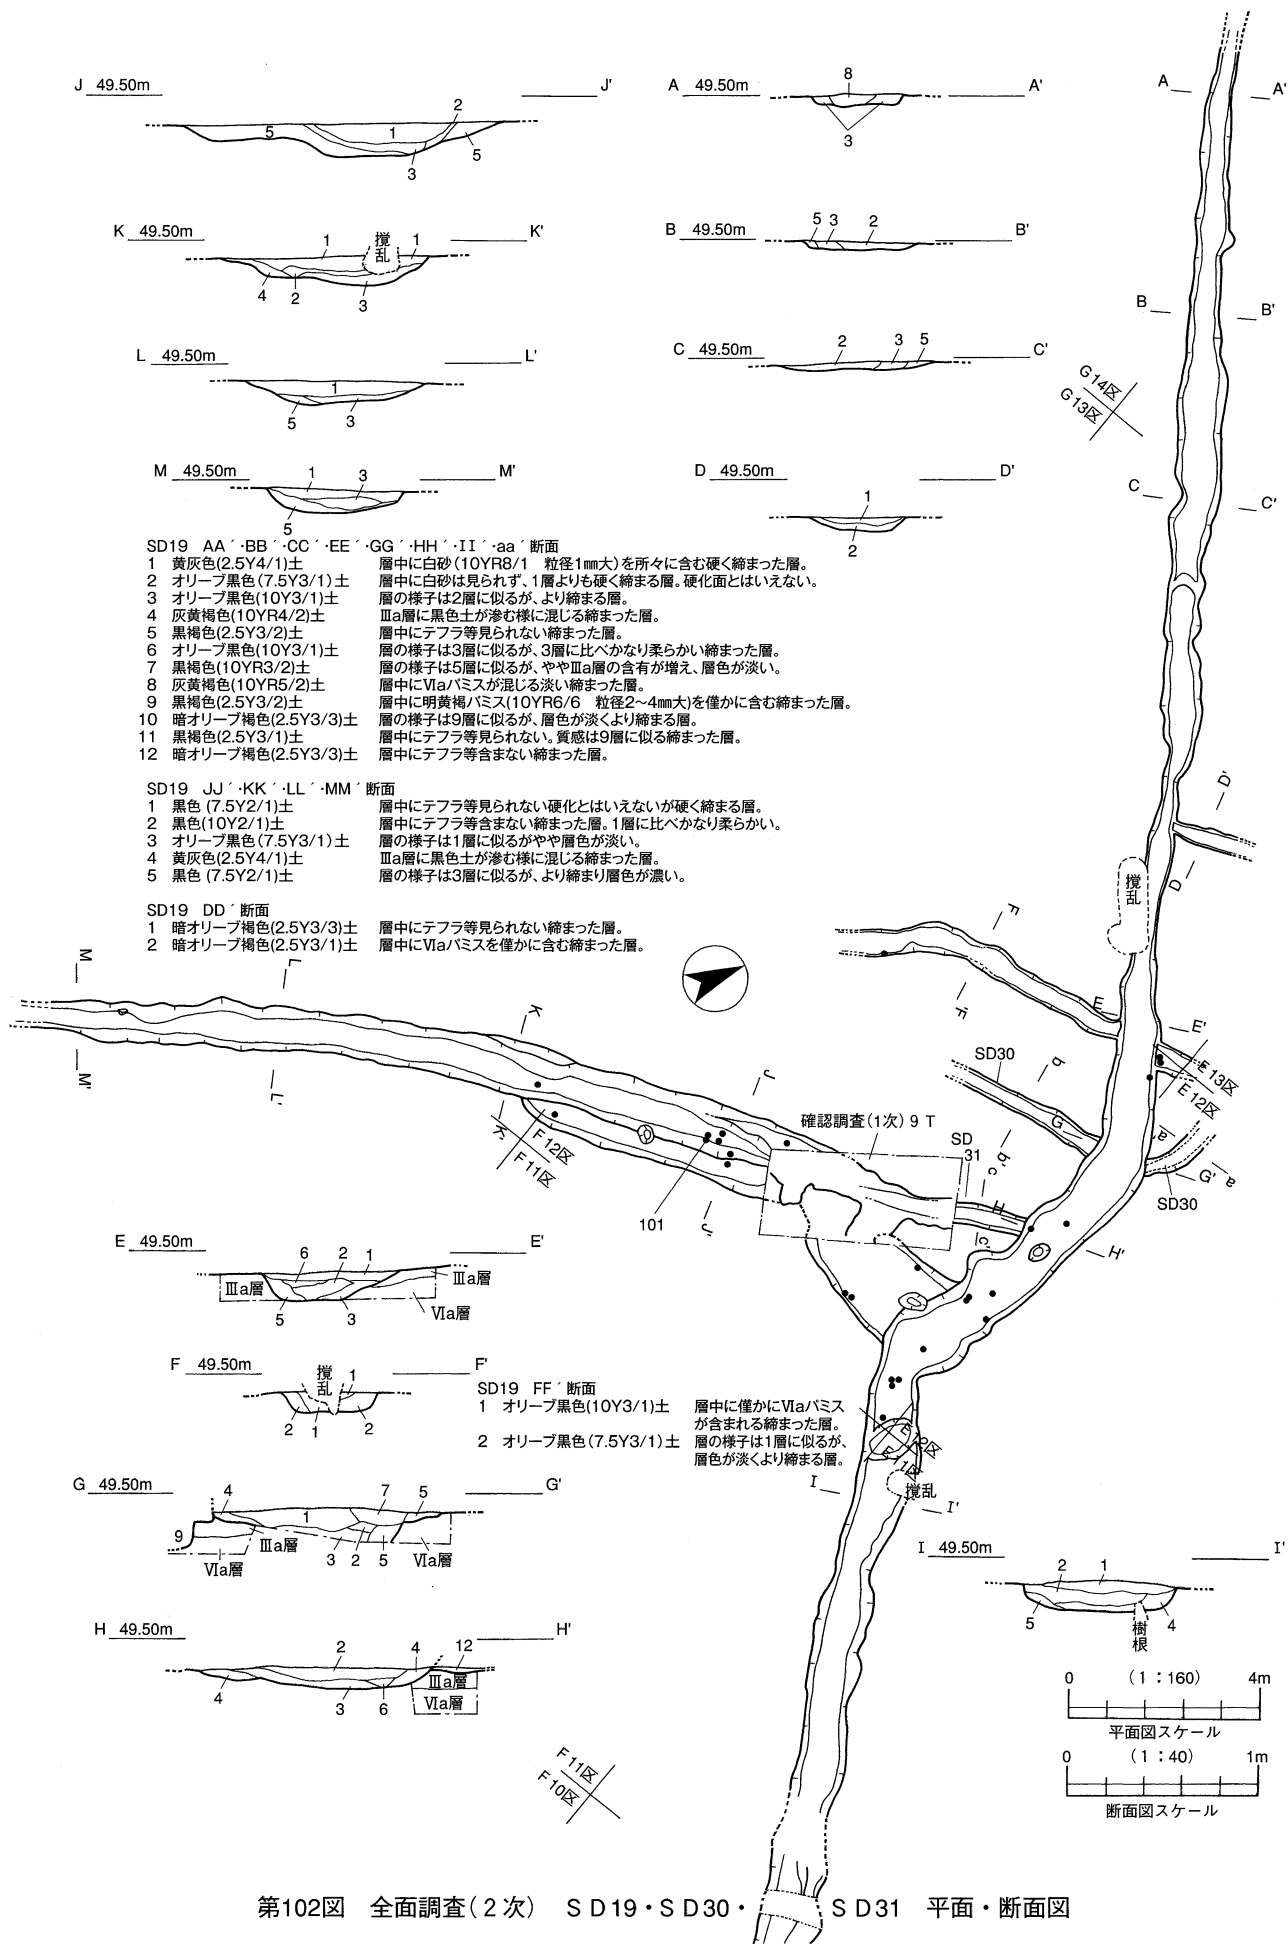 J 49.50m J'
5 1 2 5 3
A 49.50m A'
8
3
K 49.50m K'
1 撹乱 1
4 2 3
B 49.50m B'
5 3 2
L 49.50m L'
1
5 3
C 49.50m C'
2 3 5
M 49.50m M'
1 3
5
D 49.50m D'
1
2
SD19 AA´・BB´・CC´・EE´・GG´・HH´・II´・aa´断面
1 黄灰色(2.5Y4/1)土 層中に白砂(10YR8/1 粒径1㎜大)を所々に含む硬く締まった層。
2 オリーブ黒色(7.5Y3/1)土 層中に白砂は見られず、1層よりも硬く締まる層。硬化面とはいえない。
3 オリーブ黒色(10Y3/1)土 層の様子は2層に似るが、より締まる層。
4 灰黄褐色(10YR4/2)土 Ⅲa層に黒色土が滲む様に混じる締まった層。
5 黒褐色(2.5Y3/2)土 層中にテフラ等見られない締まった層。
6 オリーブ黒色(10Y3/1)土 層の様子は3層に似るが、3層に比べかなり柔らかい締まった層。
7 黒褐色(10YR3/2)土 層の様子は5層に似るが、ややⅢa層の含有が増え、層色が淡い。
8 灰黄褐色(10YR5/2)土 層中にⅥaパミスが混じる淡い締まった層。
9 黒褐色(2.5Y3/2)土 層中に明黄褐パミス(10YR6/6 粒径2〜4㎜大)を僅かに含む締まった層。
10 暗オリーブ褐色(2.5Y3/3)土 層の様子は9層に似るが、層色が淡くより締まる層。
11 黒褐色(2.5Y3/1)土 層中にテフラ等見られない。質感は9層に似る締まった層。
12 暗オリーブ褐色(2.5Y3/3)土 層中にテフラ等含まない締まった層。
SD19 JJ´・KK´・LL´・MM´断面
1 黒色 (7.5Y2/1)土 層中にテフラ等見られない硬化とはいえないが硬く締まる層。
2 黒色(10Y2/1)土 層中にテフラ等含まない締まった層。1層に比べかなり柔らかい。
3 オリーブ黒色(7.5Y3/1)土 層の様子は1層に似るがやや層色が淡い。
4 黄灰色(2.5Y4/1)土 Ⅲa層に黒色土が滲む様に混じる締まった層。
5 黒色 (7.5Y2/1)土 層の様子は3層に似るが、より締まり層色が濃い。
SD19 DD´断面
1 暗オリーブ褐色(2.5Y3/3)土 層中にテフラ等見られない締まった層。
2 暗オリーブ褐色(2.5Y3/1)土 層中にⅥaパミスを僅かに含む締まった層。
A A'
B B'
G14区
G13区
C C'
D'
D
撹乱
F
F'
E
E'
E13区
E12区
SD30
b
G
a
G'
a'
SD30
確認調査(1次)9T
SD
31
b'
c
H
c'
H'
M
M'
L
L'
K
K'
F12区
F11区
J
J'
101
E12区
E11区
撹乱
I I'
E 49.50m E'
6 2 1
Ⅲa層 Ⅲa層
5 3 Ⅵa層
F 49.50m F'
撹乱 1
2 1 2
SD19 FF´断面
1 オリーブ黒色(10Y3/1)土 層中に僅かにⅥaパミス
が含まれる締まった層。
2 オリーブ黒色(7.5Y3/1)土 層の様子は1層に似るが、
層色が淡くより締まる層。
G 49.50m G'
4 1 7 5
9 Ⅲa層 3 2 5 Ⅵa層
Ⅵa層
H 49.50m H'
2 4 12
Ⅲa層
4 3 6 Ⅵa層
I 49.50m I'
2 1
5 樹根 4
F11区
F10区
0 (1:160) 4m
平面図スケール
0 (1:40) 1m
断面図スケール
第102図 全面調査(2次) SD19・SD30・SD31 平面・断面図